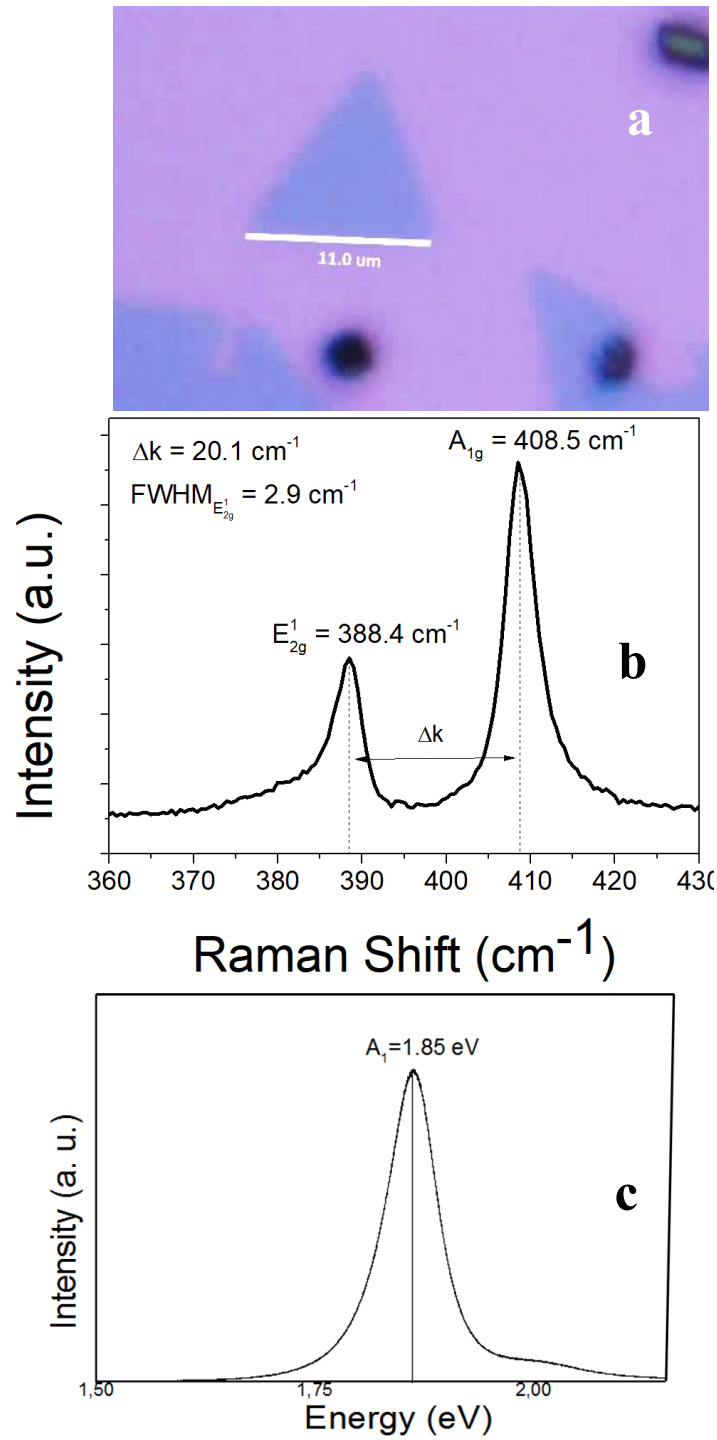 a
11.0 um
Δk = 20.1 cm⁻¹
A₁g = 408.5 cm⁻¹
FWHM_E¹₂g = 2.9 cm⁻¹
E¹₂g = 388.4 cm⁻¹
b
Δk
Intensity (a.u.)
360 370 380 390 400 410 420 430
Raman Shift (cm⁻¹)
A₁=1.85 eV
c
Intensity (a. u.)
1,50 1,75 2,00
Energy (eV)